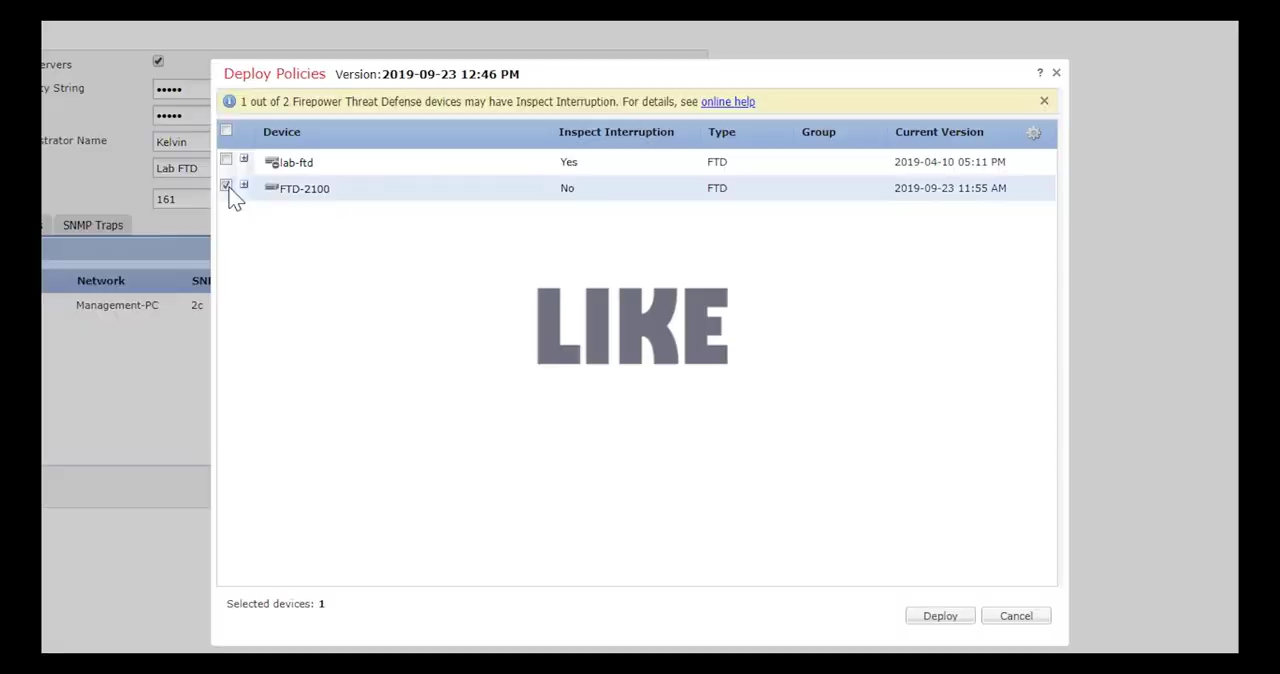 Deploy Policies Version:2019-09-23 12:46 PM ?
1 out of 2 Firepower Threat Defense devices may have Inspect Interruption. For details, see online help
Device Inspect Interruption Type Group Current Version
lab-ftd Yes FTD 2019-04-10 05:11 PM
FTD-2100 No FTD 2019-09-23 11:55 AM
LIKE
Selected devices: 1
Deploy Cancel
ervers
y String •••••
•••••
strator Name Kelvin
Lab FTD
161
s SNMP Traps
Network SN
Management-PC 2c